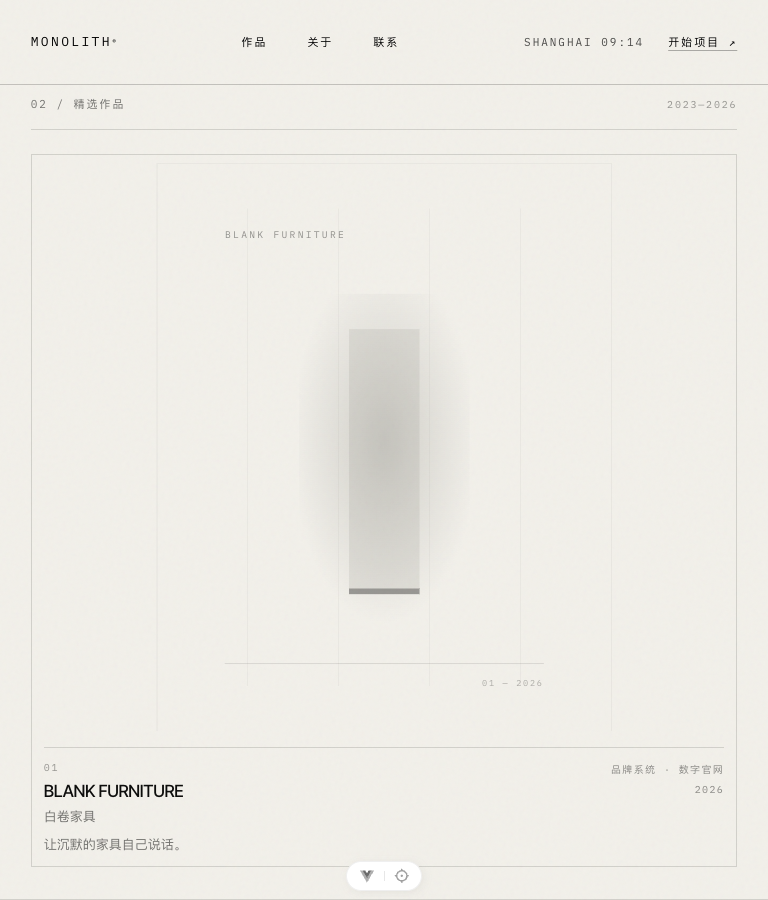 MONOLITH®
作品 关于 联系
SHANGHAI 09:14 开始项目 ↗
02 / 精选作品
2023—2026
BLANK FURNITURE
01 — 2026
01
品牌系统 · 数字官网
BLANK FURNITURE
2026
白卷家具
让沉默的家具自己说话。